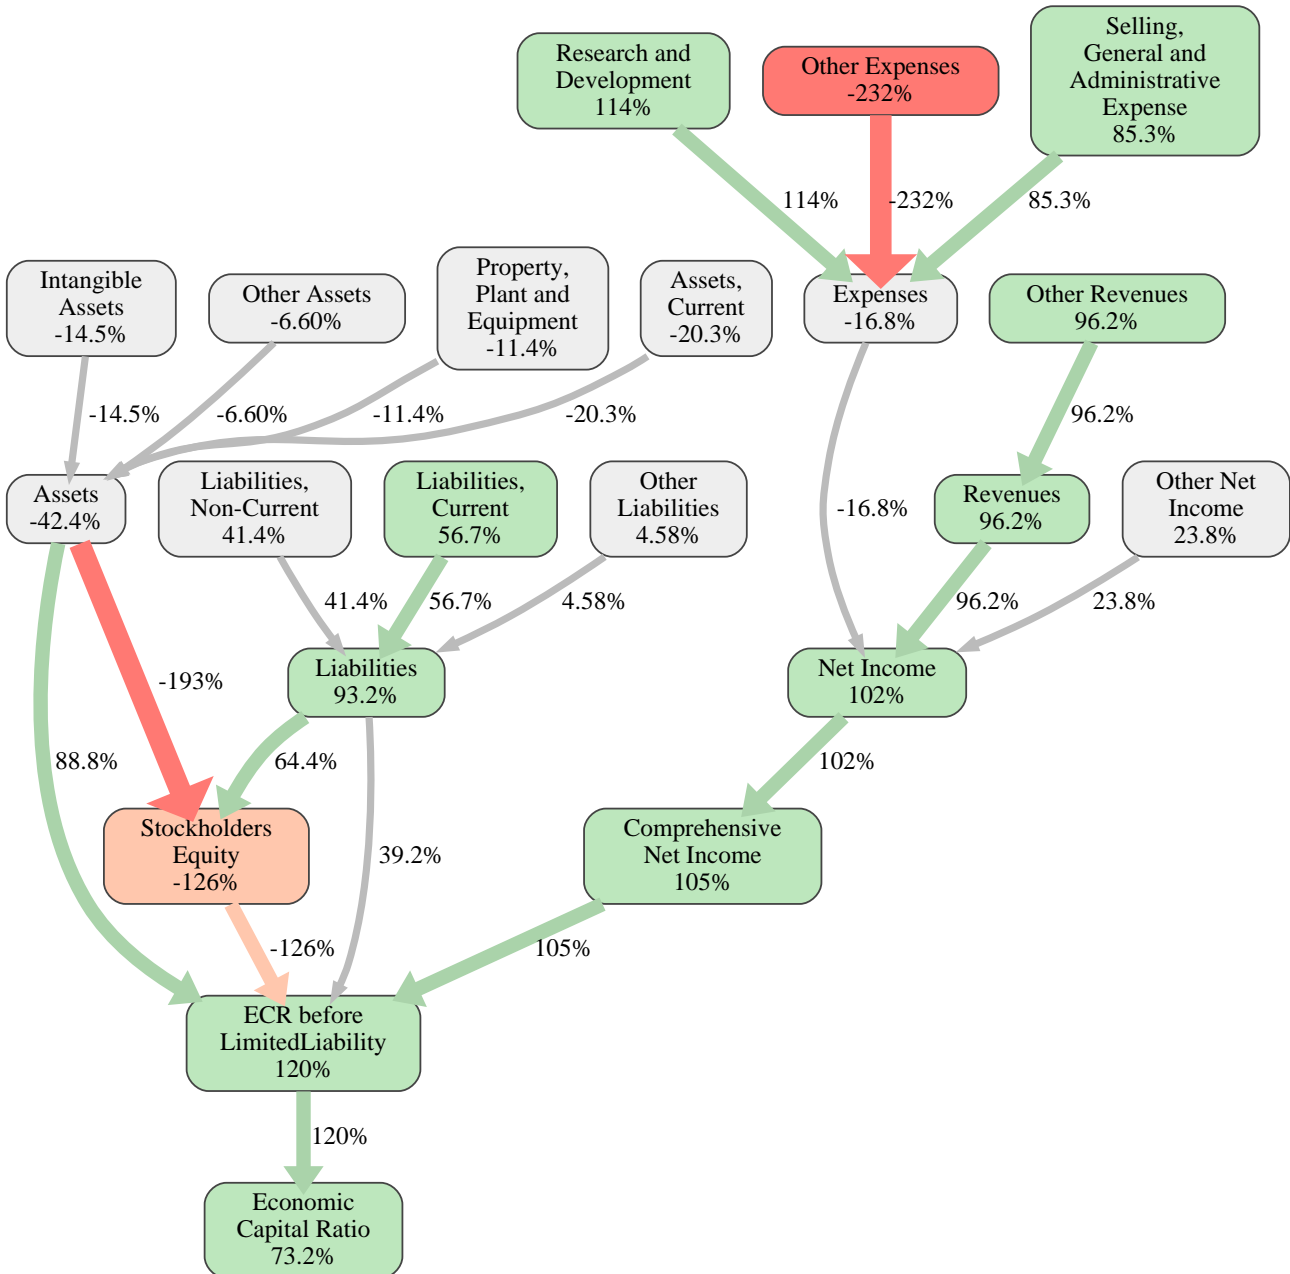 Research and
Development
114%
Other Expenses
-232%
Selling,
General and
Administrative
Expense
85.3%
114%
-232%
85.3%
Intangible
Assets
-14.5%
Other Assets
-6.60%
Property,
Plant and
Equipment
-11.4%
Assets,
Current
-20.3%
Expenses
-16.8%
Other Revenues
96.2%
-14.5%
-6.60%
-11.4%
-20.3%
96.2%
Assets
-42.4%
Liabilities,
Non-Current
41.4%
Liabilities,
Current
56.7%
Other
Liabilities
4.58%
-16.8%
Revenues
96.2%
Other Net
Income
23.8%
41.4%
56.7%
4.58%
96.2%
23.8%
Liabilities
93.2%
Net Income
102%
-193%
88.8%
64.4%
102%
Stockholders
Equity
-126%
39.2%
Comprehensive
Net Income
105%
-126%
105%
ECR before
LimitedLiability
120%
120%
Economic
Capital Ratio
73.2%